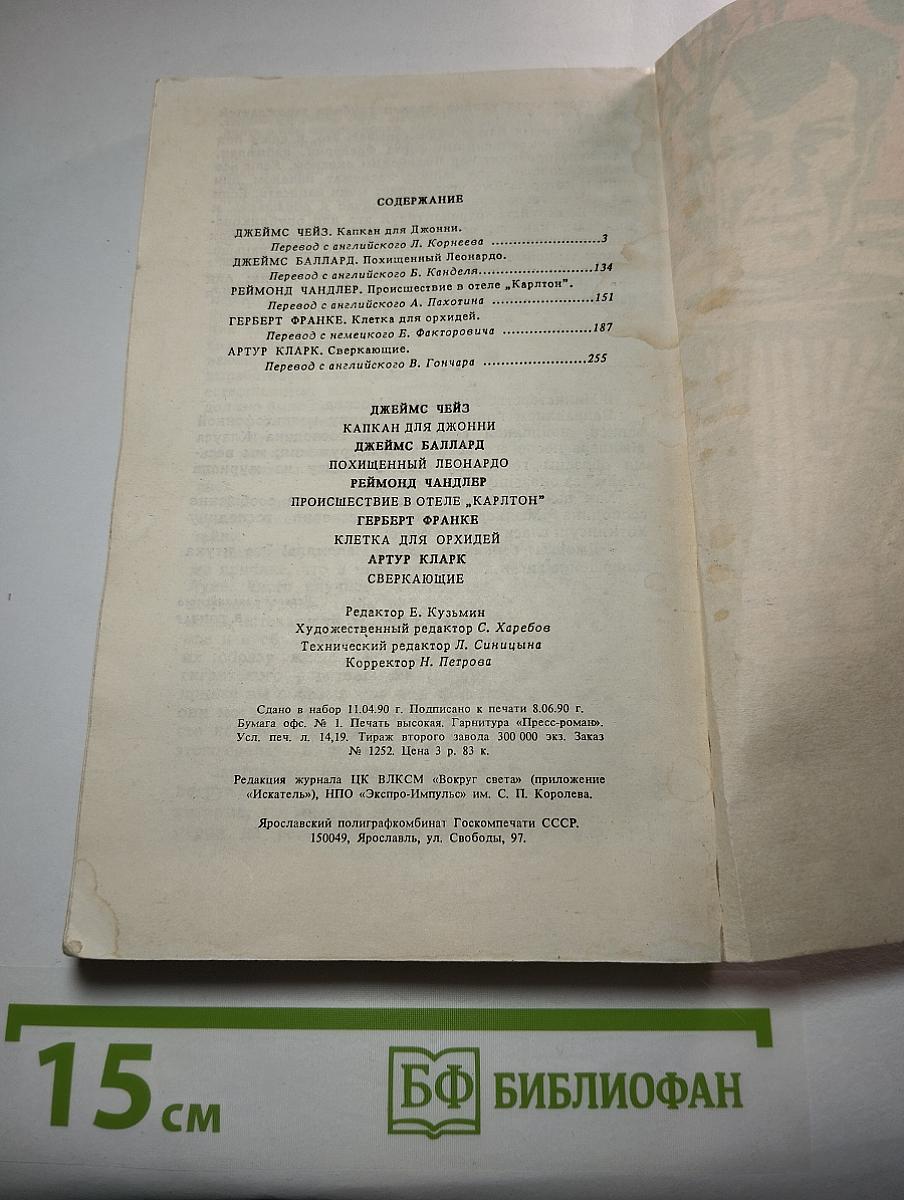 СОДЕРЖАНИЕ
ДЖЕЙМС ЧЕЙЗ. Капкан для Джонни.
Перевод с английского Л. Корнеева ............................3
ДЖЕЙМС БАЛЛАРД. Похищенный Леонардо.
Перевод с английского Б. Канделя............................134
РЕЙМОНД ЧАНДЛЕР. Происшествие в отеле „Карлтон".
Перевод с английского А. Пахотина ..........................151
ГЕРБЕРТ ФРАНКЕ. Клетка для орхидей.
Перевод с немецкого Е. Факторовича ......................187
АРТУР КЛАРК. Сверкающие.
Перевод с английского В. Гончара ..........................255
ДЖЕЙМС ЧЕЙЗ
КАПКАН ДЛЯ ДЖОННИ
ДЖЕЙМС БАЛЛАРД
ПОХИЩЕННЫЙ ЛЕОНАРДО
РЕЙМОНД ЧАНДЛЕР
ПРОИСШЕСТВИЕ В ОТЕЛЕ „КАРЛТОН"
ГЕРБЕРТ ФРАНКЕ
КЛЕТКА ДЛЯ ОРХИДЕЙ
АРТУР КЛАРК
СВЕРКАЮЩИЕ
Редактор Е. Кузьмин
Художественный редактор С. Харебов
Технический редактор Л. Синицына
Корректор Н. Петрова
Сдано в набор 11.04.90 г. Подписано к печати 8.06.90 г.
Бумага офс. № 1. Печать высокая. Гарнитура «Пресс-роман».
Усл. печ. л. 14,19. Тираж второго завода 300 000 экз. Заказ
№ 1252. Цена 3 р. 83 к.
Редакция журнала ЦК ВЛКСМ «Вокруг света» (приложение
«Искатель»), НПО «Экспро-Импульс» им. С. П. Королева.
Ярославский полиграфкомбинат Госкомпечати СССР.
150049, Ярославль, ул. Свободы, 97.
15 см
БФ БИБЛИОФАН